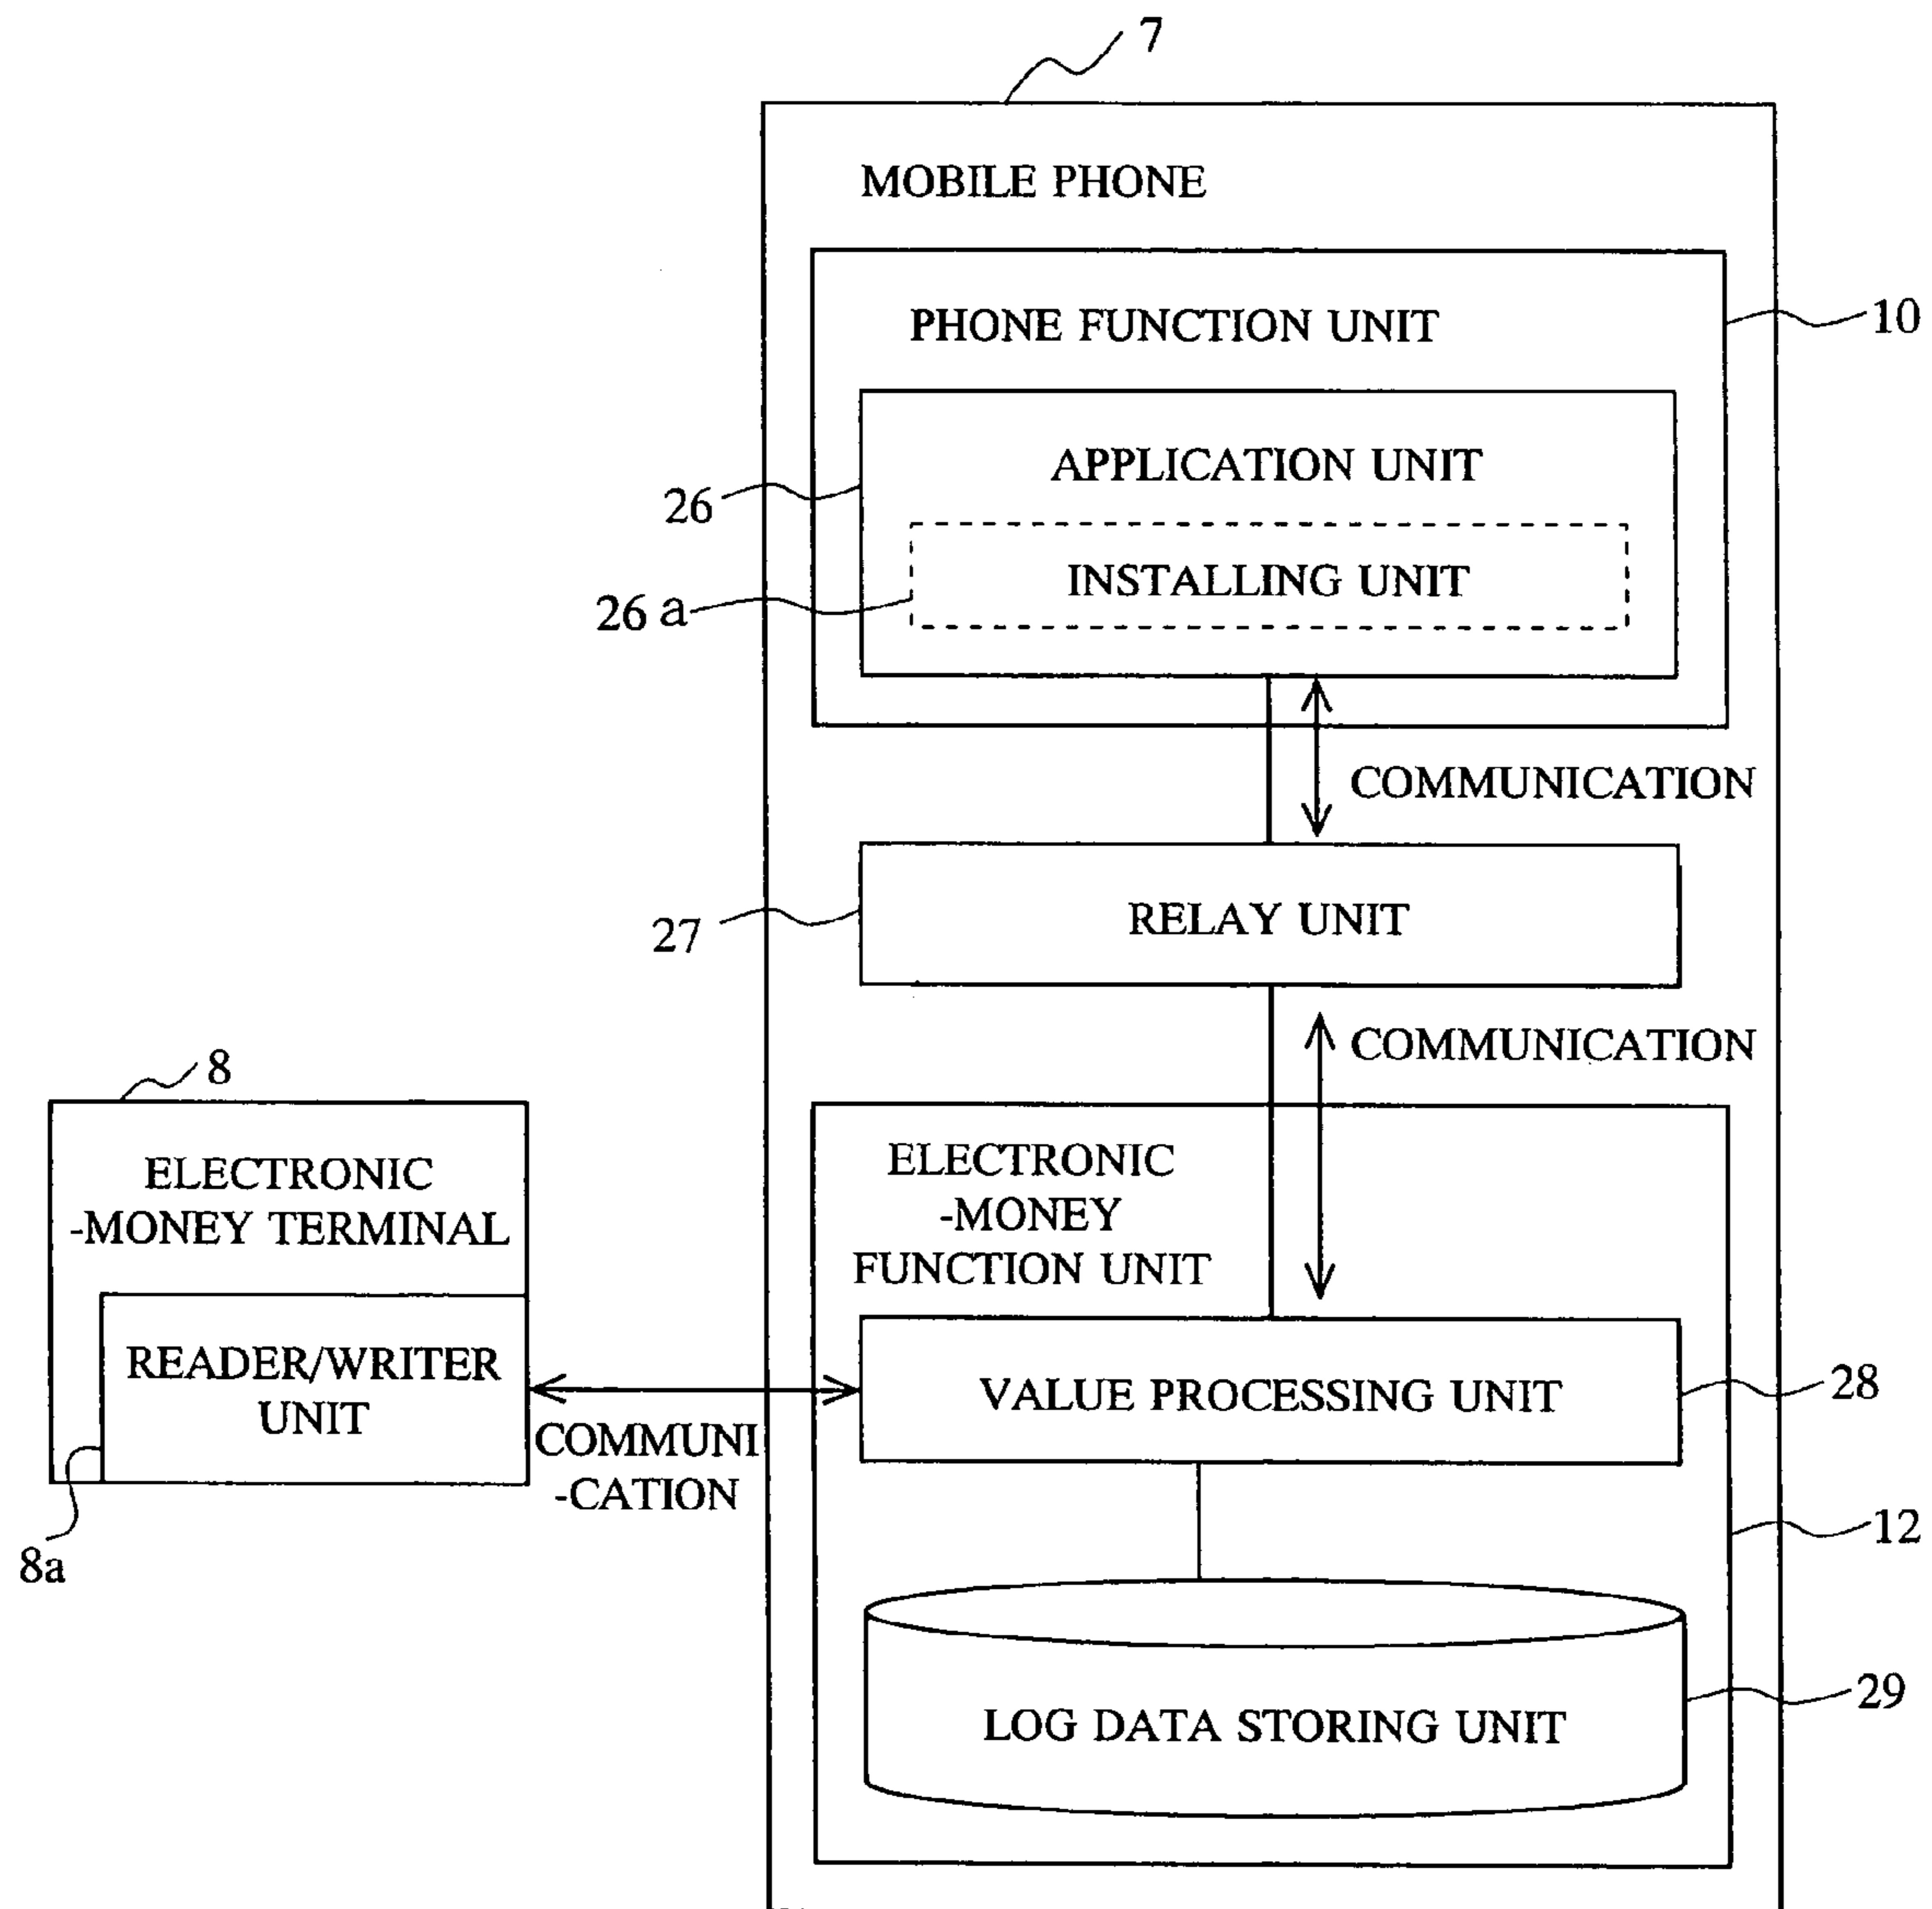 7
MOBILE PHONE
PHONE FUNCTION UNIT
10
APPLICATION UNIT
26
INSTALLING UNIT
26a
COMMUNICATION
RELAY UNIT
27
COMMUNICATION
8
ELECTRONIC
-MONEY TERMINAL
READER/WRITER
UNIT
8a
COMMUNI
-CATION
ELECTRONIC
-MONEY
FUNCTION UNIT
VALUE PROCESSING UNIT
28
12
LOG DATA STORING UNIT
29